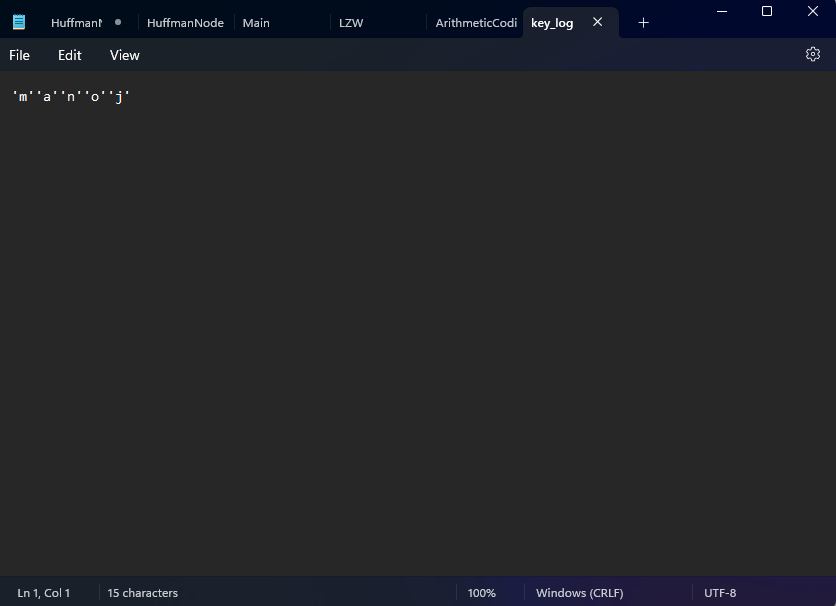 HuffmanN HuffmanNode Main LZW ArithmeticCodi key_log
File Edit View
'm''a''n''o''j'
Ln 1, Col 1 15 characters 100% Windows (CRLF) UTF-8